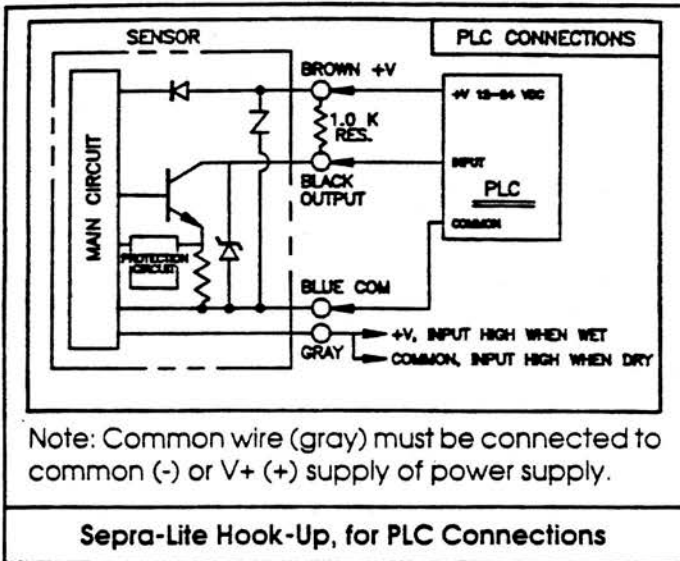 SENSOR
PLC CONNECTIONS
BROWN +V
+V 12-24 VDC
1.0 K
RES.
MAIN CIRCUIT
INPUT
BLACK
OUTPUT
PLC
PROTECTION
CIRCUIT
COMMON
BLUE COM
GRAY
+V, INPUT HIGH WHEN WET
COMMON, INPUT HIGH WHEN DRY
Note: Common wire (gray) must be connected to
common (-) or V+ (+) supply of power supply.
Sepra-Lite Hook-Up, for PLC Connections